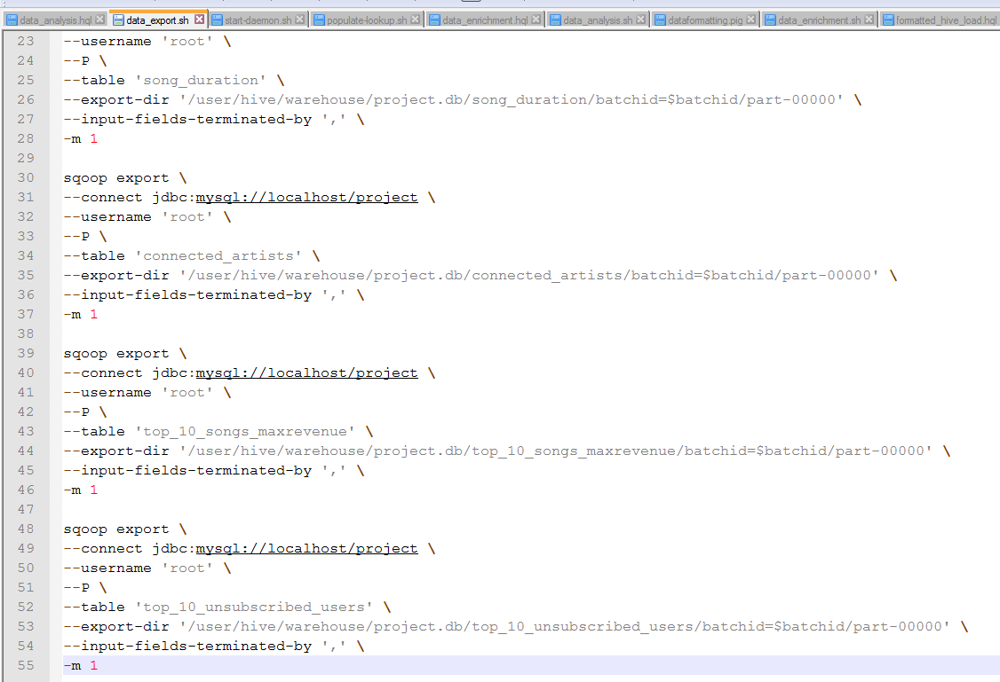 data_analysis.hql data_export.sh start-daemon.sh populate-lookup.sh data_enrichment.hql data_analysis.sh dataformatting.pig data_enrichment.sh formatted_hive_load.hql
23 --username 'root' \
24 --P \
25 --table 'song_duration' \
26 --export-dir '/user/hive/warehouse/project.db/song_duration/batchid=$batchid/part-00000' \
27 --input-fields-terminated-by ',' \
28 -m 1
29
30 sqoop export \
31 --connect jdbc:mysql://localhost/project \
32 --username 'root' \
33 --P \
34 --table 'connected_artists' \
35 --export-dir '/user/hive/warehouse/project.db/connected_artists/batchid=$batchid/part-00000' \
36 --input-fields-terminated-by ',' \
37 -m 1
38
39 sqoop export \
40 --connect jdbc:mysql://localhost/project \
41 --username 'root' \
42 --P \
43 --table 'top_10_songs_maxrevenue' \
44 --export-dir '/user/hive/warehouse/project.db/top_10_songs_maxrevenue/batchid=$batchid/part-00000' \
45 --input-fields-terminated-by ',' \
46 -m 1
47
48 sqoop export \
49 --connect jdbc:mysql://localhost/project \
50 --username 'root' \
51 --P \
52 --table 'top_10_unsubscribed_users' \
53 --export-dir '/user/hive/warehouse/project.db/top_10_unsubscribed_users/batchid=$batchid/part-00000' \
54 --input-fields-terminated-by ',' \
55 -m 1